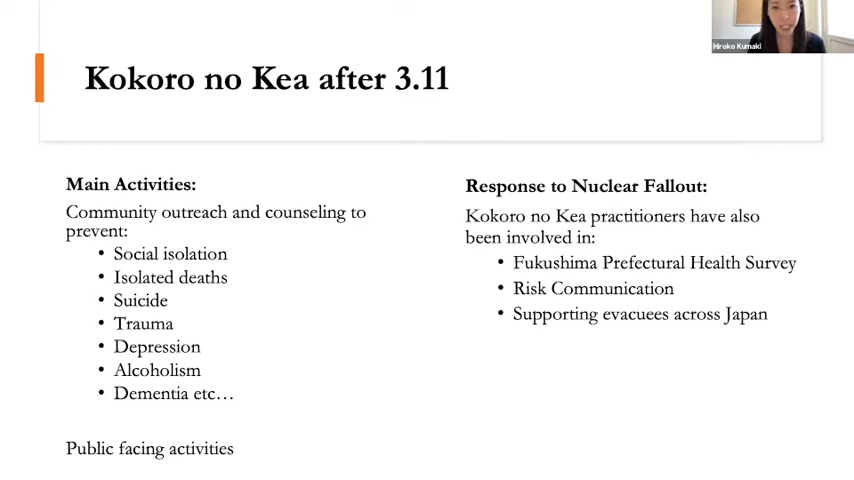 Hiroko Kumaki
Kokoro no Kea after 3.11
Main Activities:
Community outreach and counseling to
prevent:
• Social isolation
• Isolated deaths
• Suicide
• Trauma
• Depression
• Alcoholism
• Dementia etc…
Public facing activities
Response to Nuclear Fallout:
Kokoro no Kea practitioners have also
been involved in:
• Fukushima Prefectural Health Survey
• Risk Communication
• Supporting evacuees across Japan